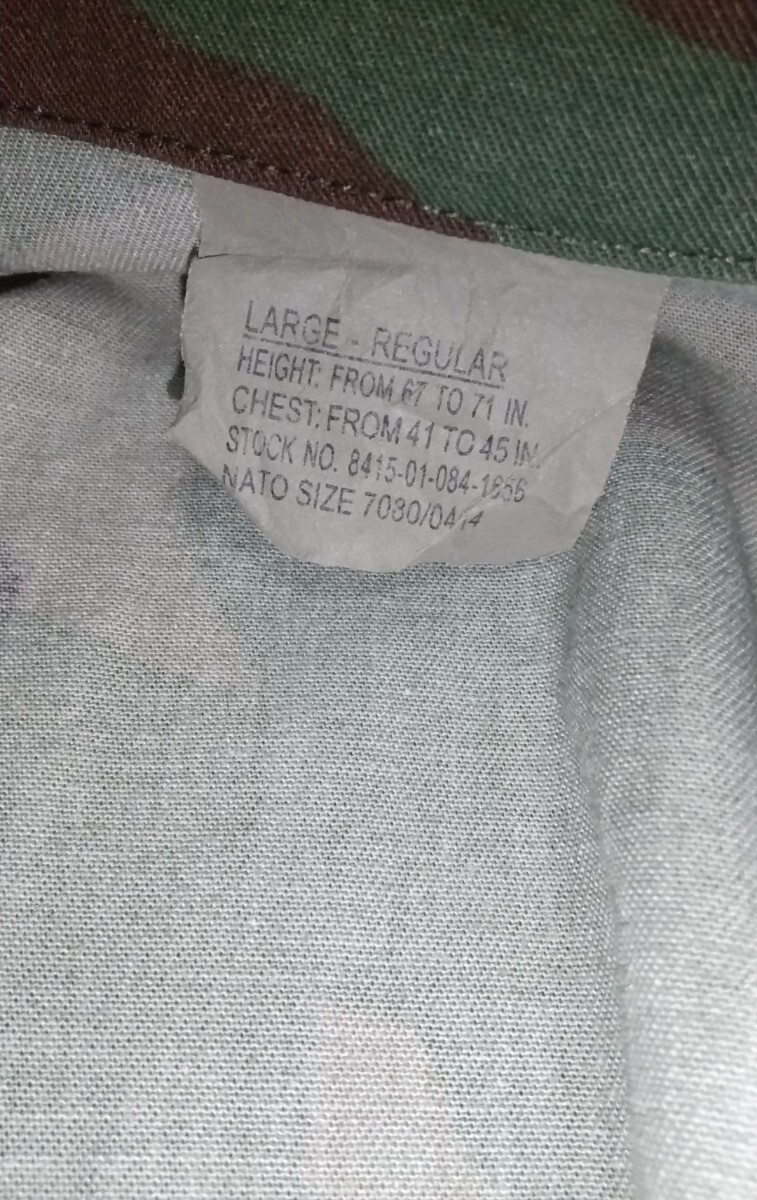 LARGE - REGULAR
HEIGHT: FROM 67 TO 71 IN.
CHEST: FROM 41 TO 45 IN.
STOCK NO. 8415-01-084-1656
NATO SIZE 7080/0414